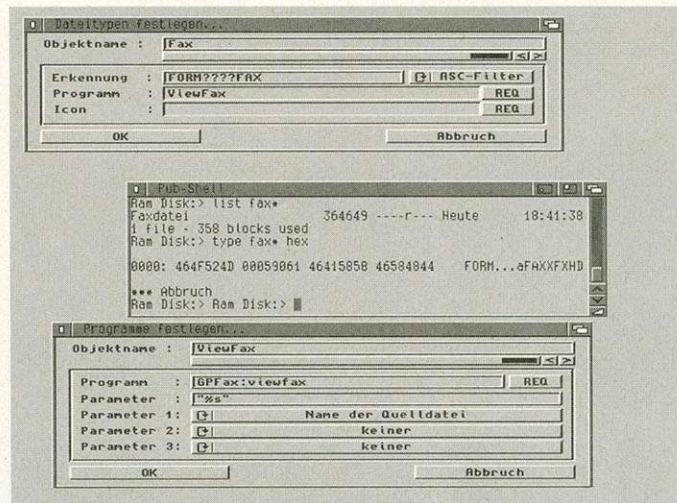 Dateitypen festlegen...
Objektname : Fax
Erkennung : FORM????FAX ASC-Filter
Programm : ViewFax REQ
Icon : REQ
OK Abbruch
Pub-Shell
Ram Disk:> list fax*
Faxdatei 364649 ----r--- Heute 18:41:38
1 file - 358 blocks used
Ram Disk:> type fax* hex
0000: 464F524D 00059061 46415858 46584844 FORM...aFAXXFXHD
*** Abbruch
Ram Disk:> Ram Disk:>
Programme festlegen...
Objektname : ViewFax
Programm : GPFax:viewfax REQ
Parameter : "%s"
Parameter 1: Name der Quelldatei
Parameter 2: keiner
Parameter 3: keiner
OK Abbruch